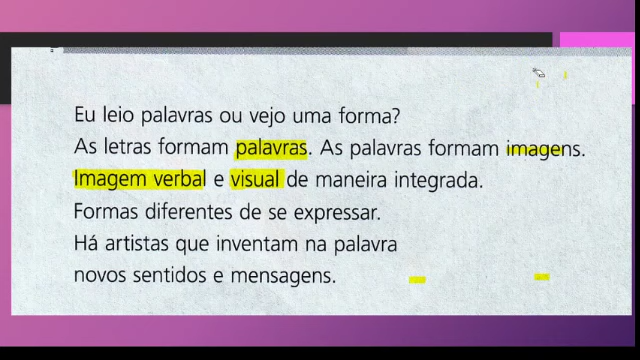 Eu leio palavras ou vejo uma forma?
As letras formam palavras. As palavras formam imagens.
Imagem verbal e visual de maneira integrada.
Formas diferentes de se expressar.
Há artistas que inventam na palavra
novos sentidos e mensagens.